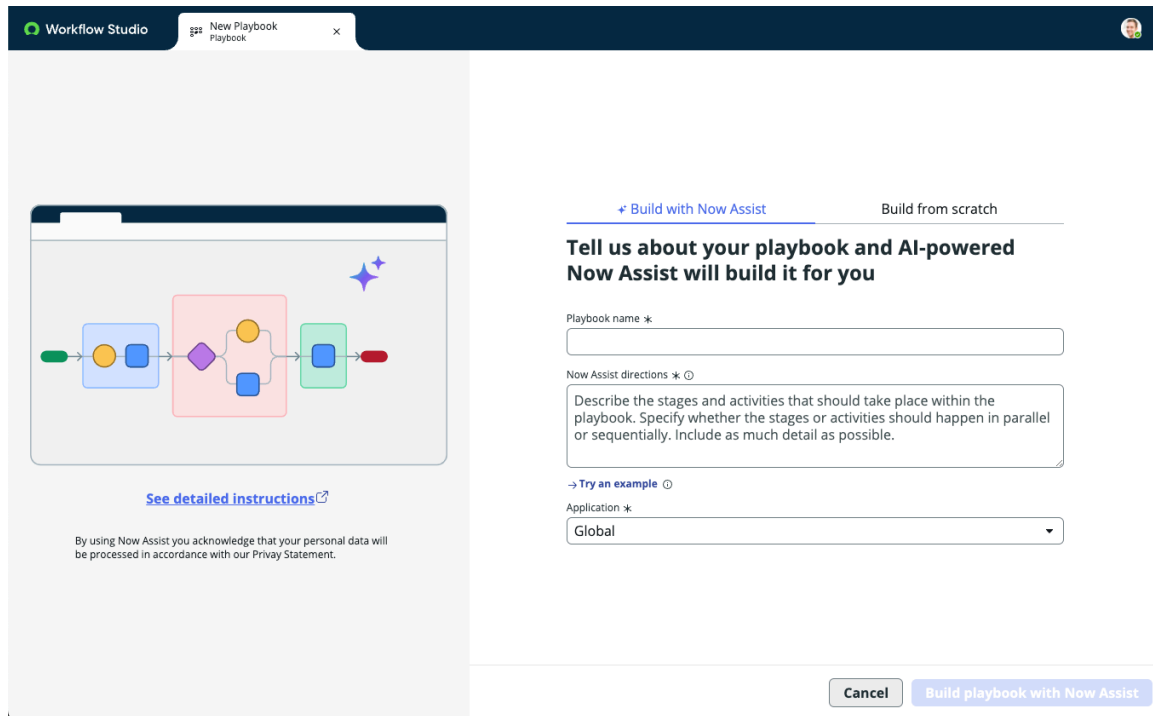 Workflow Studio
New Playbook
Playbook
Build with Now Assist
Build from scratch
Tell us about your playbook and AI-powered
Now Assist will build it for you
Playbook name *
Now Assist directions *
Describe the stages and activities that should take place within the
playbook. Specify whether the stages or activities should happen in parallel
or sequentially. Include as much detail as possible.
→ Try an example
Application *
Global
See detailed instructions
By using Now Assist you acknowledge that your personal data will
be processed in accordance with our Privay Statement.
Cancel
Build playbook with Now Assist